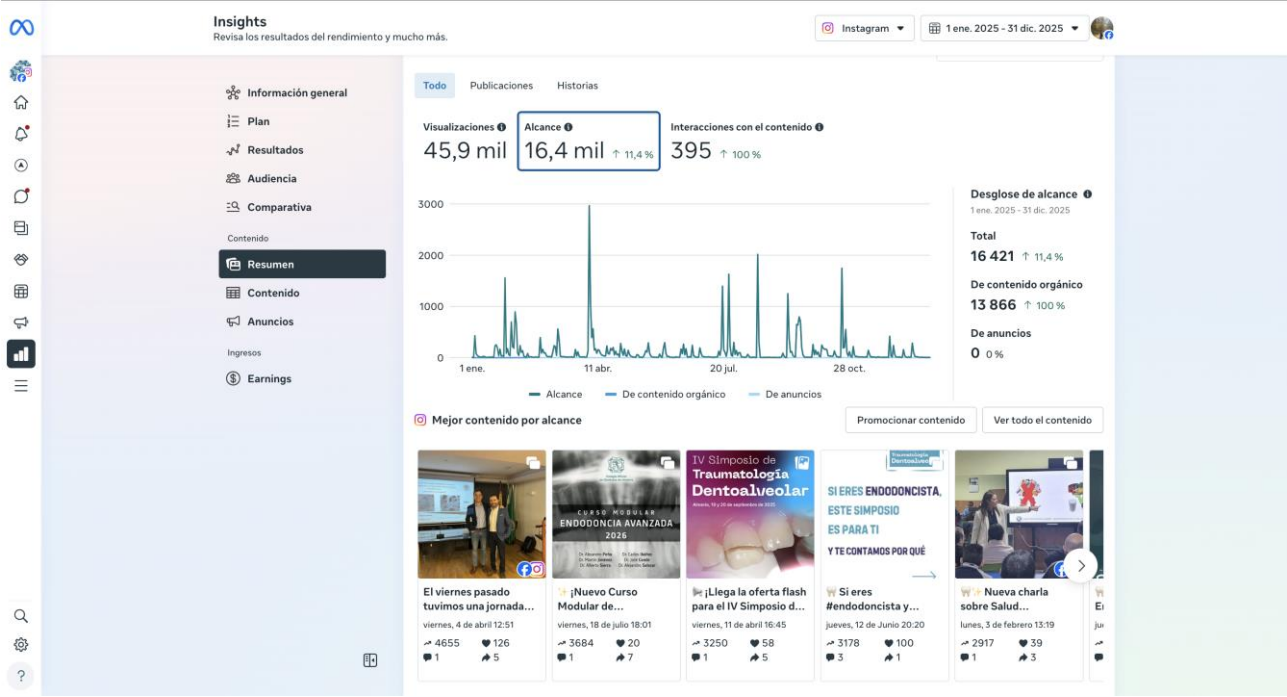 Insights
Revisa los resultados del rendimiento y mucho más.
Instagram
1 ene. 2025 - 31 dic. 2025
Información general
Plan
Resultados
Audiencia
Comparativa
Contenido
Resumen
Contenido
Anuncios
Ingresos
Earnings
Todo
Publicaciones
Historias
Visualizaciones
45,9 mil
Alcance
16,4 mil ↑ 11,4 %
Interacciones con el contenido
395 ↑ 100 %
3000
2000
1000
0
1 ene.
11 abr.
20 jul.
28 oct.
Alcance
De contenido orgánico
De anuncios
Desglose de alcance
1 ene. 2025 - 31 dic. 2025
Total
16 421 ↑ 11,4 %
De contenido orgánico
13 866 ↑ 100 %
De anuncios
0 0 %
Mejor contenido por alcance
Promocionar contenido
Ver todo el contenido
El viernes pasado
tuvimos una jornada...
viernes, 4 de abril 12:51
4655 126
1 5
CURSO MODULAR
ENDODONCIA AVANZADA
2026
¡Nuevo Curso
Modular de...
viernes, 18 de julio 18:01
3684 20
1 7
IV Simposio de
Traumatología
Dentoalveolar
¡Llega la oferta flash
para el IV Simposio d...
viernes, 11 de abril 16:45
3250 58
1 5
Traumatología
SI ERES ENDODONCISTA,
ESTE SIMPOSIO
ES PARA TI
Y TE CONTAMOS POR QUÉ
Si eres
#endodoncista y...
jueves, 12 de Junio 20:20
3178 100
3 1
Nueva charla
sobre Salud...
lunes, 3 de febrero 13:19
2917 39
1 3
?